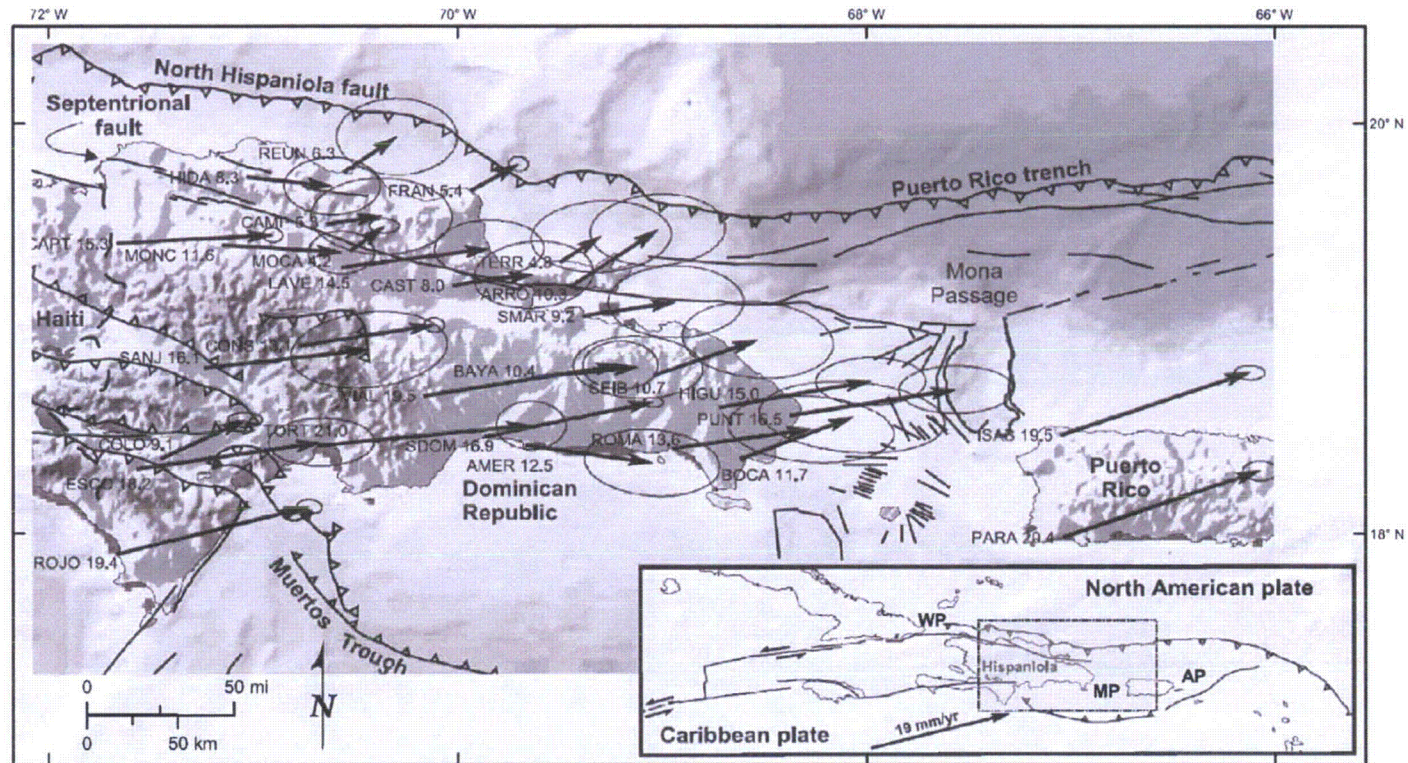 72° W
70° W
68° W
66° W
North Hispaniola fault
Septentrional
fault
20° N
REUN 6.3
HIDA 8.3
FRAN 5.4
Puerto Rico trench
MONC 11.6
MOCA 4.2
LAVE 14.5
CAST 8.0
TERR 4.8
ARRO 10.3
SMAR 9.2
Mona
Passage
Haiti
SANJ 16.1
BAYA 10.4
SEIB 10.7
HIGU 15.0
PUNT 16.5
COLO 9.1
TORT 21.0
SDOM 16.9
ROMA 13.6
ISAB 19.5
AMER 12.5
BOCA 11.7
Dominican
Republic
Puerto
Rico
ROJO 19.4
PARA 20.4
18° N
Muertos Trough
0 50 mi
0 50 km
N
North American plate
WP
Hispaniola
MP
AP
19 mm/yr
Caribbean plate